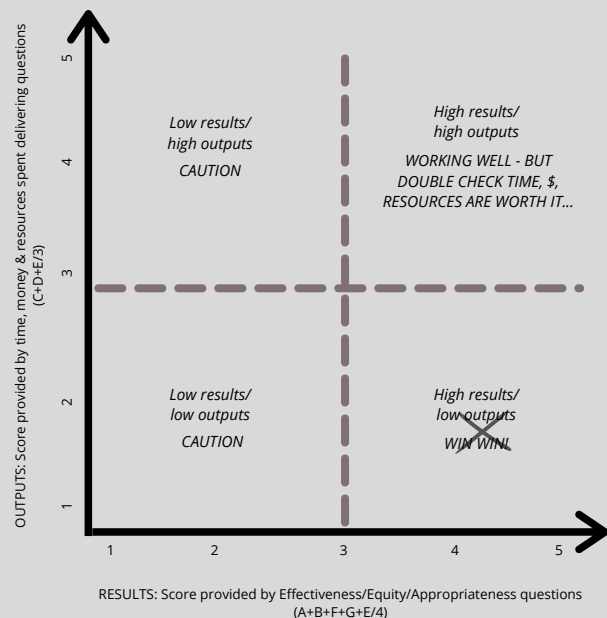 OUTPUTS: Score provided by time, money & resources spent delivering questions
(C+D+E/3)
5
4
3
2
1
Low results/
high outputs
CAUTION
High results/
high outputs
WORKING WELL - BUT
DOUBLE CHECK TIME, $,
RESOURCES ARE WORTH IT...
Low results/
low outputs
CAUTION
High results/
low outputs
WIN WIN!
1
2
3
4
5
RESULTS: Score provided by Effectiveness/Equity/Appropriateness questions
(A+B+F+G+E/4)